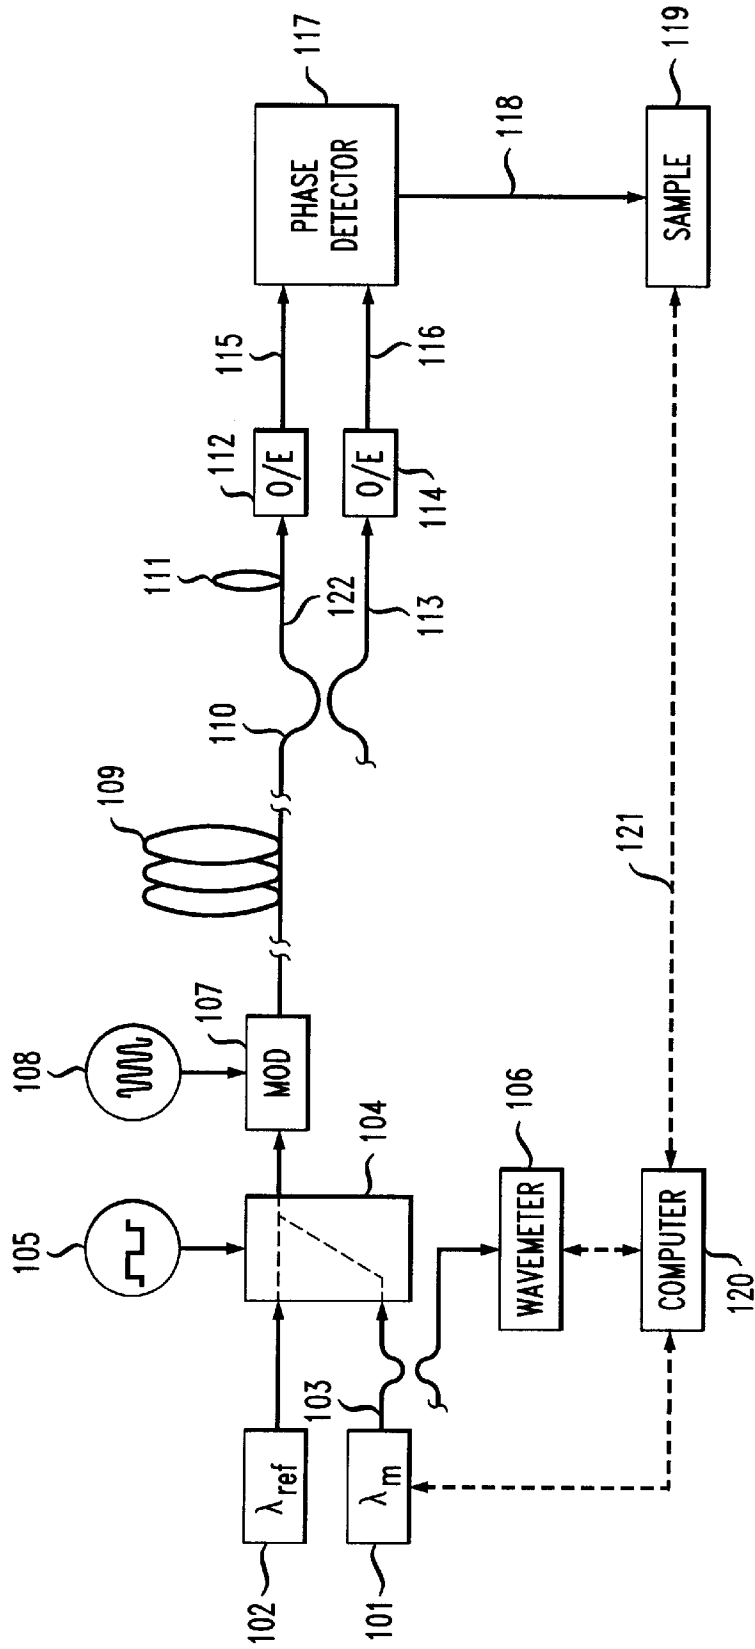 105
108
109
111
112
O/E
115
117
PHASE
DETECTOR
102
λref
104
107
MOD
110
122
O/E
114
113
116
118
101
λm
103
106
WAVEMETER
121
119
SAMPLE
120
COMPUTER